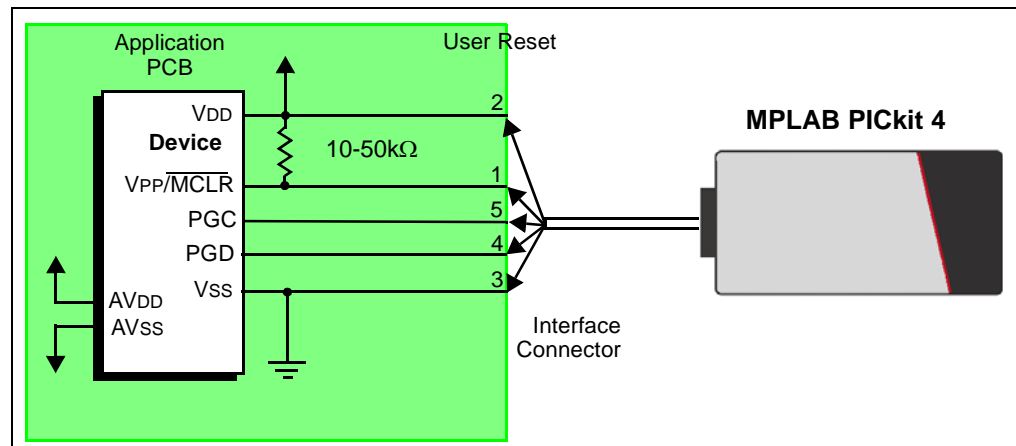 Application
PCB
User Reset
MPLAB PICkit 4
VDD
2
Device
10-50kΩ
VPP/MCLR
1
PGC
5
PGD
4
VSS
3
AVDD
AVSS
Interface
Connector